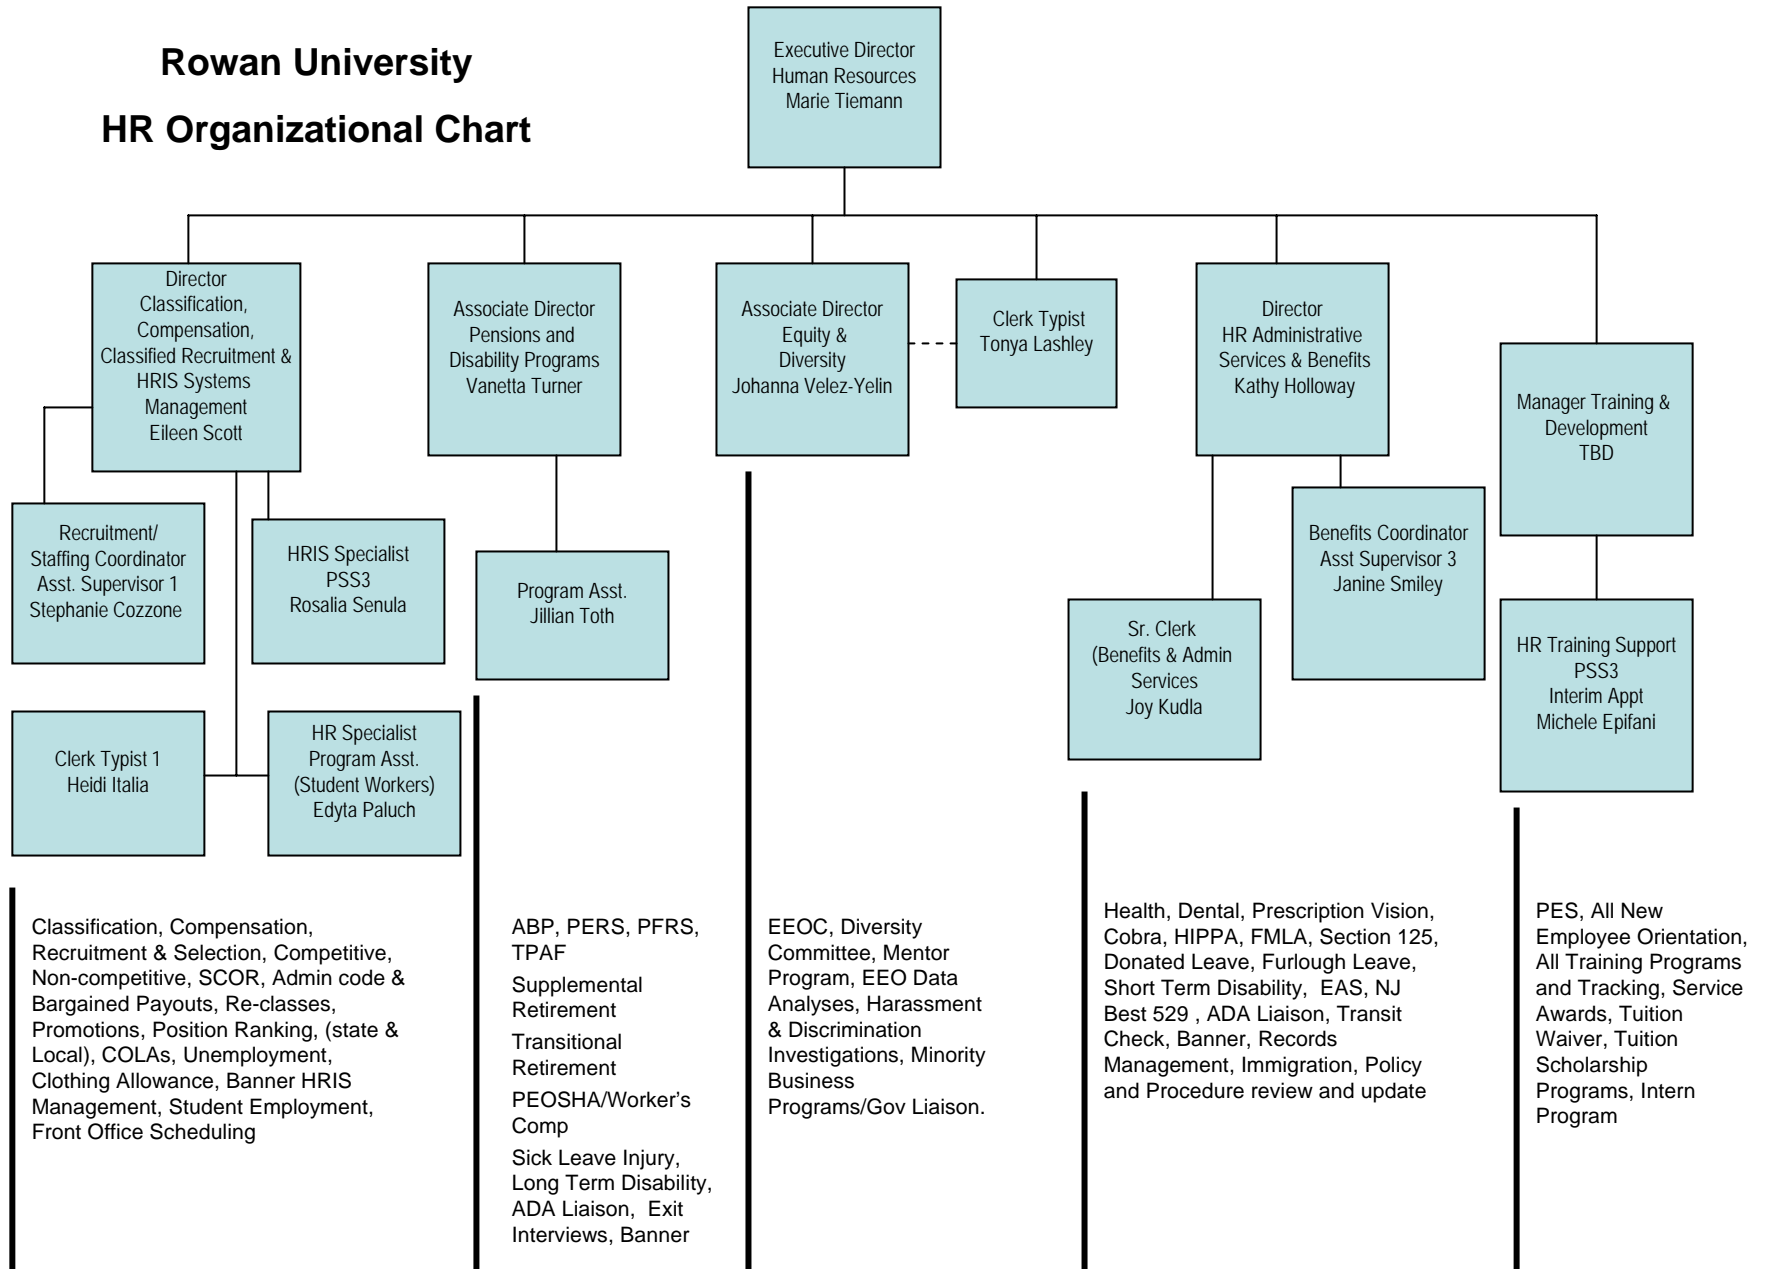 Rowan University
HR Organizational Chart
Executive Director
Human Resources
Marie Tiemann
Director
Classification,
Compensation,
Classified Recruitment &
HRIS Systems
Management
Eileen Scott
Associate Director
Pensions and
Disability Programs
Vanetta Turner
Associate Director
Equity &
Diversity
Johanna Velez-Yelin
Clerk Typist
Tonya Lashley
Director
HR Administrative
Services & Benefits
Kathy Holloway
Manager Training &
Development
TBD
Recruitment/
Staffing Coordinator
Asst. Supervisor 1
Stephanie Cozzone
HRIS Specialist
PSS3
Rosalia Senula
Program Asst.
Jillian Toth
Sr. Clerk
(Benefits & Admin
Services
Joy Kudla
Benefits Coordinator
Asst Supervisor 3
Janine Smiley
HR Training Support
PSS3
Interim Appt
Michele Epifani
Clerk Typist 1
Heidi Italia
HR Specialist
Program Asst.
(Student Workers)
Edyta Paluch
Classification, Compensation,
Recruitment & Selection, Competitive,
Non-competitive, SCOR, Admin code &
Bargained Payouts, Re-classes,
Promotions, Position Ranking, (state &
Local), COLAs, Unemployment,
Clothing Allowance, Banner HRIS
Management, Student Employment,
Front Office Scheduling
ABP, PERS, PFRS,
TPAF
Supplemental
Retirement
Transitional
Retirement
PEOSHA/Worker’s
Comp
Sick Leave Injury,
Long Term Disability,
ADA Liaison, Exit
Interviews, Banner
EEOC, Diversity
Committee, Mentor
Program, EEO Data
Analyses, Harassment
& Discrimination
Investigations, Minority
Business
Programs/Gov Liaison.
Health, Dental, Prescription Vision,
Cobra, HIPPA, FMLA, Section 125,
Donated Leave, Furlough Leave,
Short Term Disability, EAS, NJ
Best 529 , ADA Liaison, Transit
Check, Banner, Records
Management, Immigration, Policy
and Procedure review and update
PES, All New
Employee Orientation,
All Training Programs
and Tracking, Service
Awards, Tuition
Waiver, Tuition
Scholarship
Programs, Intern
Program